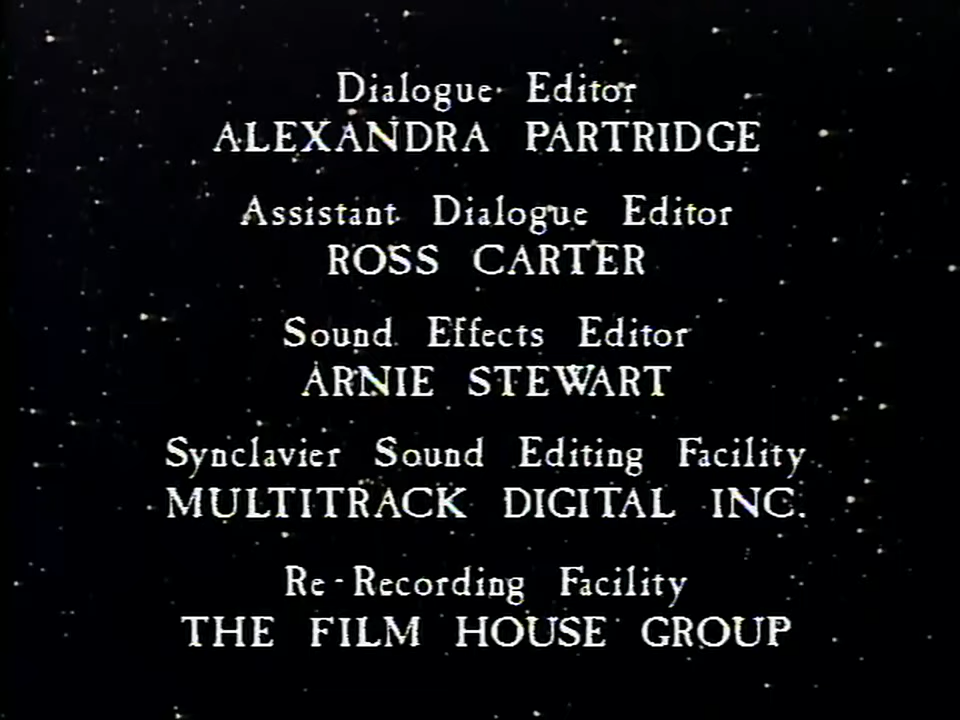 Dialogue Editor
ALEXANDRA PARTRIDGE
Assistant Dialogue Editor
ROSS CARTER
Sound Effects Editor
ARNIE STEWART
Synclavier Sound Editing Facility
MULTITRACK DIGITAL INC.
Re-Recording Facility
THE FILM HOUSE GROUP